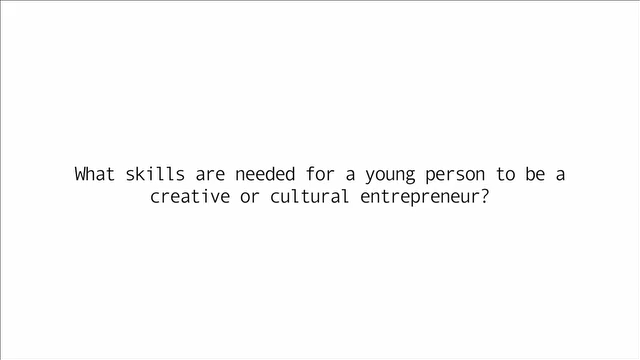 What skills are needed for a young person to be a
creative or cultural entrepreneur?